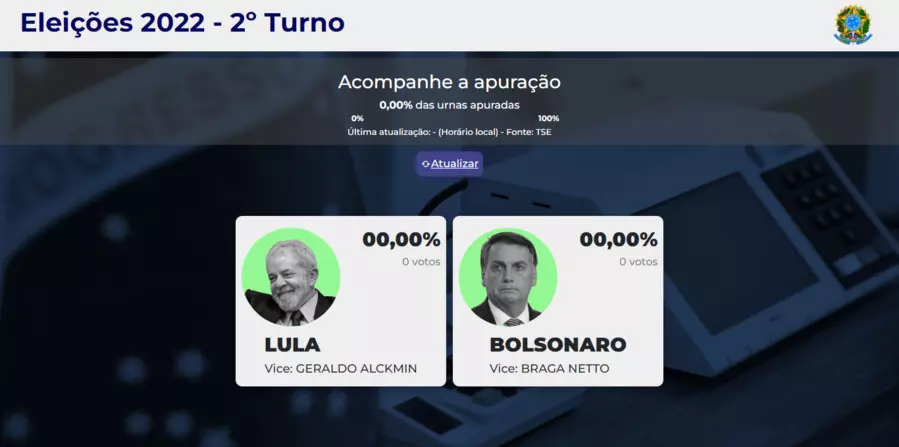 Eleições 2022 - 2º Turno
Acompanhe a apuração
0,00% das urnas apuradas
0% 100%
Última atualização: - (Horário local) - Fonte: TSE
Atualizar
00,00%
0 votos
LULA
Vice: GERALDO ALCKMIN
00,00%
0 votos
BOLSONARO
Vice: BRAGA NETTO